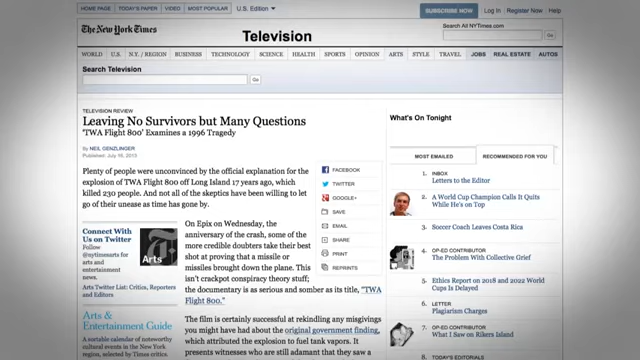 HOME PAGE TODAY'S PAPER VIDEO MOST POPULAR U.S. Edition
SUBSCRIBE NOW Log In Register Now Help
The New York Times
Television
Search All NYTimes.com
Go
WORLD U.S. N.Y. / REGION BUSINESS TECHNOLOGY SCIENCE HEALTH SPORTS OPINION ARTS STYLE TRAVEL JOBS REAL ESTATE AUTOS
Search Television
Go
TELEVISION REVIEW
Leaving No Survivors but Many Questions
'TWA Flight 800' Examines a 1996 Tragedy
By NEIL GENZLINGER
Published: July 16, 2013
Plenty of people were unconvinced by the official explanation for the
explosion of TWA Flight 800 off Long Island 17 years ago, which
killed 230 people. And not all of the skeptics have been willing to let
go of their unease as time has gone by.
FACEBOOK
TWITTER
GOOGLE+
SAVE
EMAIL
SHARE
PRINT
REPRINTS
Connect With
Us on Twitter
Follow
@nytimesarts for
arts and
entertainment
news.
Arts
Arts Twitter List: Critics, Reporters
and Editors
Arts &
Entertainment Guide
A sortable calendar of
noteworthy cultural events
in the New York
region, selected by Times critics.
On Epix on Wednesday, the
anniversary of the crash, some of the
more credible doubters take their best
shot at proving that a missile or
missiles brought down the plane. This
isn't crackpot conspiracy theory stuff;
the documentary is as serious and somber as its title, "TWA
Flight 800."
The film is certainly successful at rekindling any misgivings
you might have had about the original government finding,
which attributed the explosion to fuel tank vapors. It
presents witnesses who are still adamant that they saw a
What's On Tonight
MOST EMAILED RECOMMENDED FOR YOU
1. INBOX
Letters to the Editor
2. A World Cup Champion Calls It Quits
While He's on Top
3. Soccer Coach Leaves Costa Rica
4. OP-ED CONTRIBUTOR
The Problem With Collective Grief
5. Ethics Report on 2018 and 2022 World
Cups Is Delayed
6. LETTER
Plagiarism Charges
7. OP-ED CONTRIBUTOR
What I Saw on Rikers Island
8. TODAY'S EDITORIALS